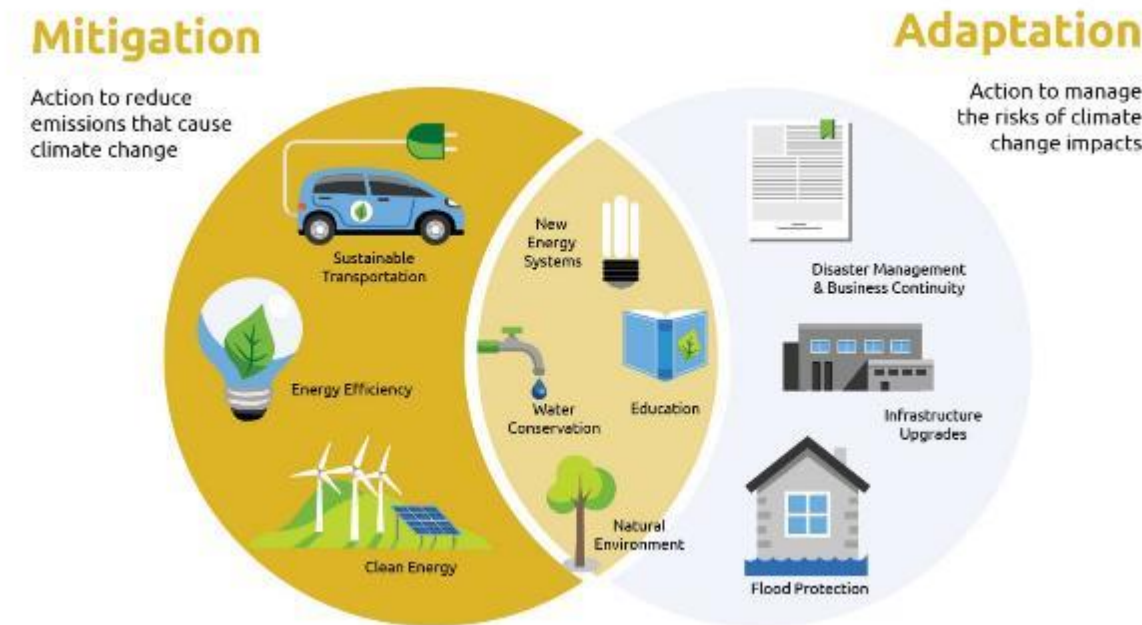 Mitigation
Action to reduce
emissions that cause
climate change
Adaptation
Action to manage
the risks of climate
change impacts
Sustainable
Transportation
Energy Efficiency
Clean Energy
New
Energy
Systems
Water
Conservation
Education
Natural
Environment
Disaster Management
& Business Continuity
Infrastructure
Upgrades
Flood Protection